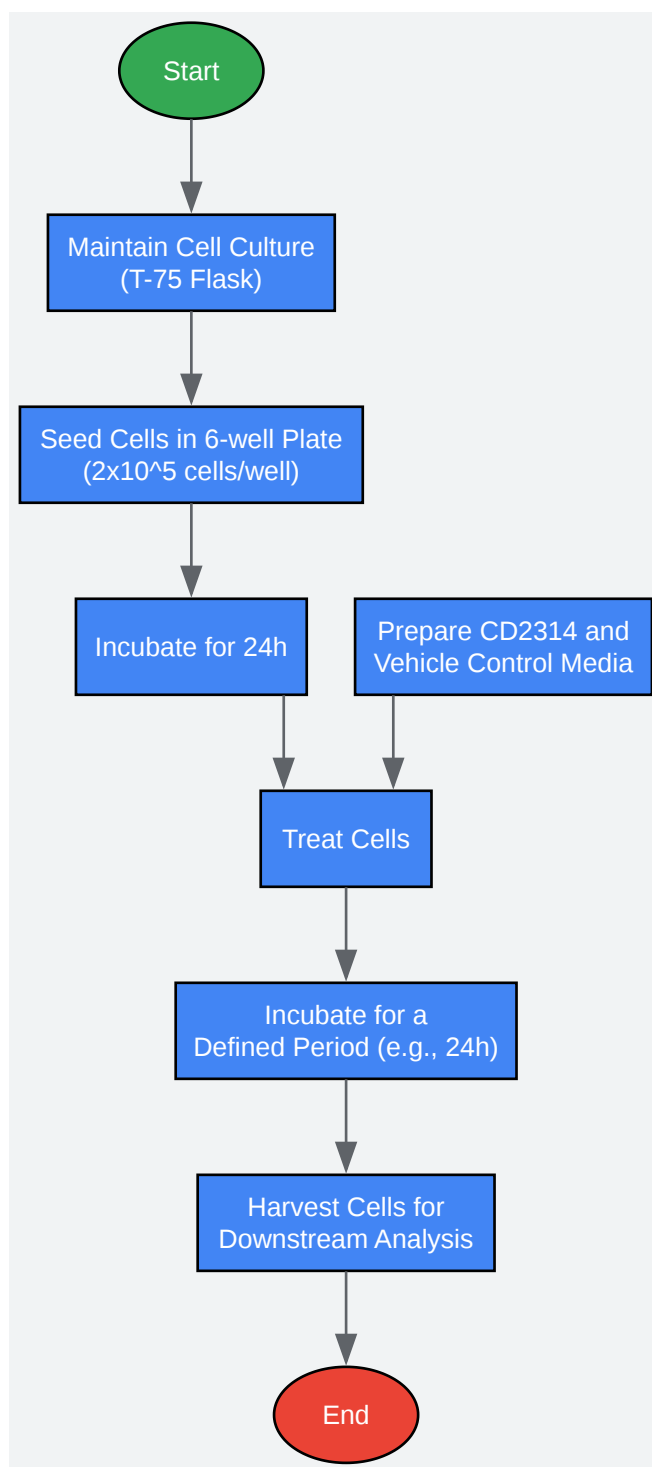 Start
Maintain Cell Culture
(T-75 Flask)
Seed Cells in 6-well Plate
(2x10^5 cells/well)
Incubate for 24h
Prepare CD2314 and
Vehicle Control Media
Treat Cells
Incubate for a
Defined Period (e.g., 24h)
Harvest Cells for
Downstream Analysis
End